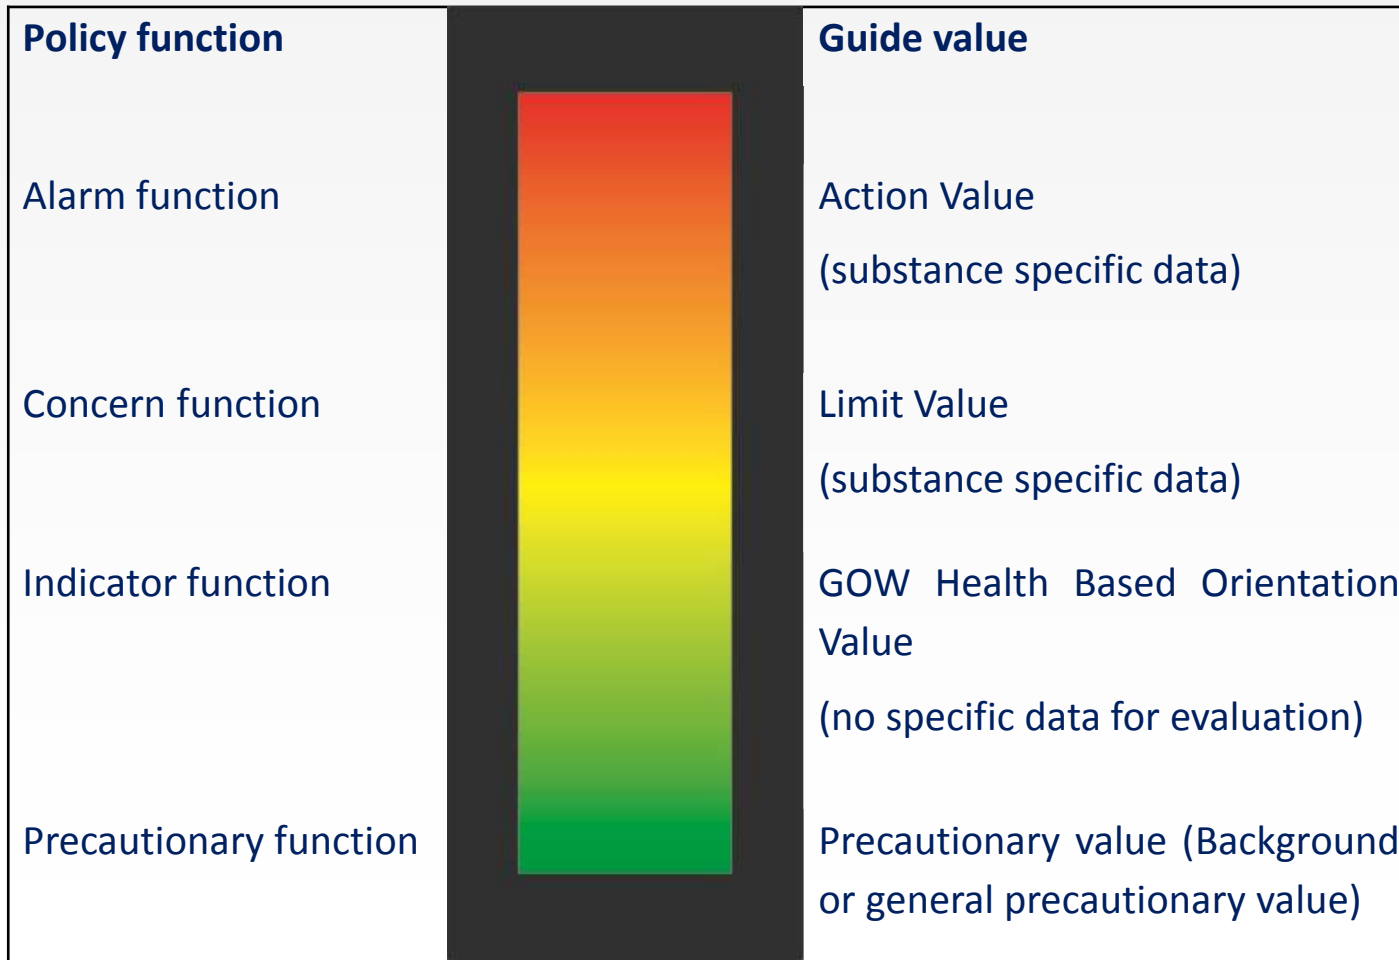 Policy function
Guide value
Alarm function
Action Value
(substance specific data)
Concern function
Limit Value
(substance specific data)
Indicator function
GOW Health Based Orientation
Value
(no specific data for evaluation)
Precautionary function
Precautionary value (Background
or general precautionary value)